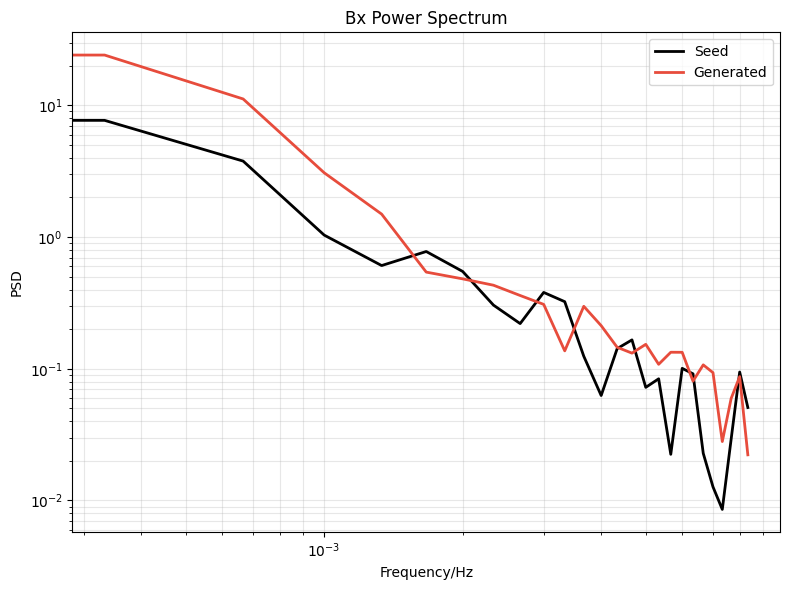 Bx Power Spectrum
Seed
Generated
10¹
10⁰
10⁻¹
10⁻²
PSD
10⁻³
Frequency/Hz